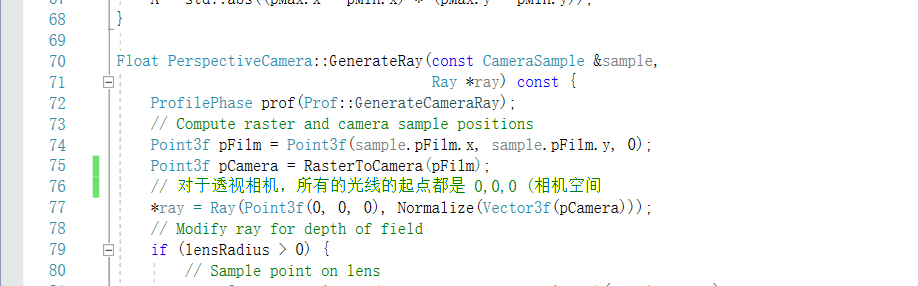 A = std::abs((pMax.x - pMin.x) * (pMax.y - pMin.y));
68 }
69
70 Float PerspectiveCamera::GenerateRay(const CameraSample &sample,
71 Ray *ray) const {
72 ProfilePhase prof(Prof::GenerateCameraRay);
73 // Compute raster and camera sample positions
74 Point3f pFilm = Point3f(sample.pFilm.x, sample.pFilm.y, 0);
75 Point3f pCamera = RasterToCamera(pFilm);
76 // 对于透视相机，所有的光线的起点都是 0,0,0 (相机空间
77 *ray = Ray(Point3f(0, 0, 0), Normalize(Vector3f(pCamera)));
78 // Modify ray for depth of field
79 if (lensRadius > 0) {
80 // Sample point on lens